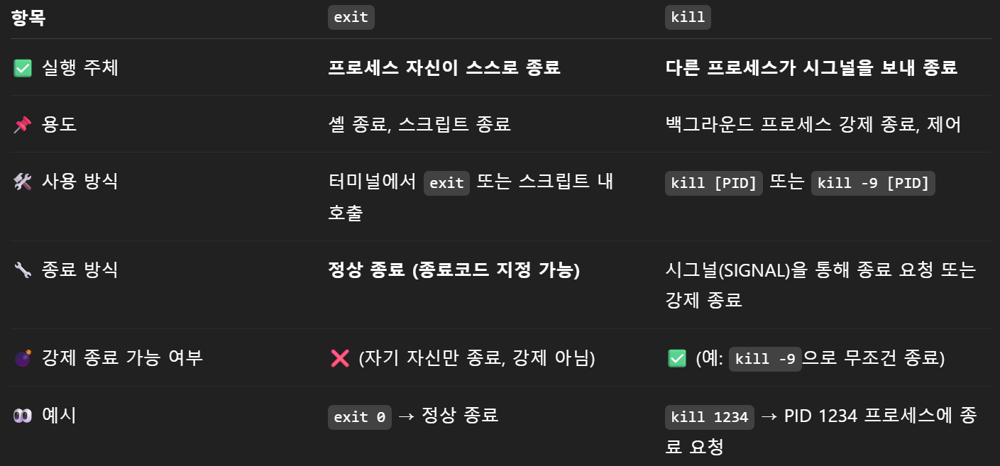 항목 exit kill
✅ 실행 주체 프로세스 자신이 스스로 종료 다른 프로세스가 시그널을 보내 종료
📌 용도 셸 종료, 스크립트 종료 백그라운드 프로세스 강제 종료, 제어
🛠 사용 방식 터미널에서 exit 또는 스크립트 내 호출 kill [PID] 또는 kill -9 [PID]
🔧 종료 방식 정상 종료 (종료코드 지정 가능) 시그널(SIGNAL)을 통해 종료 요청 또는 강제 종료
💣 강제 종료 가능 여부 ❌ (자기 자신만 종료, 강제 아님) ✅ (예: kill -9으로 무조건 종료)
👀 예시 exit 0 → 정상 종료 kill 1234 → PID 1234 프로세스에 종료 요청